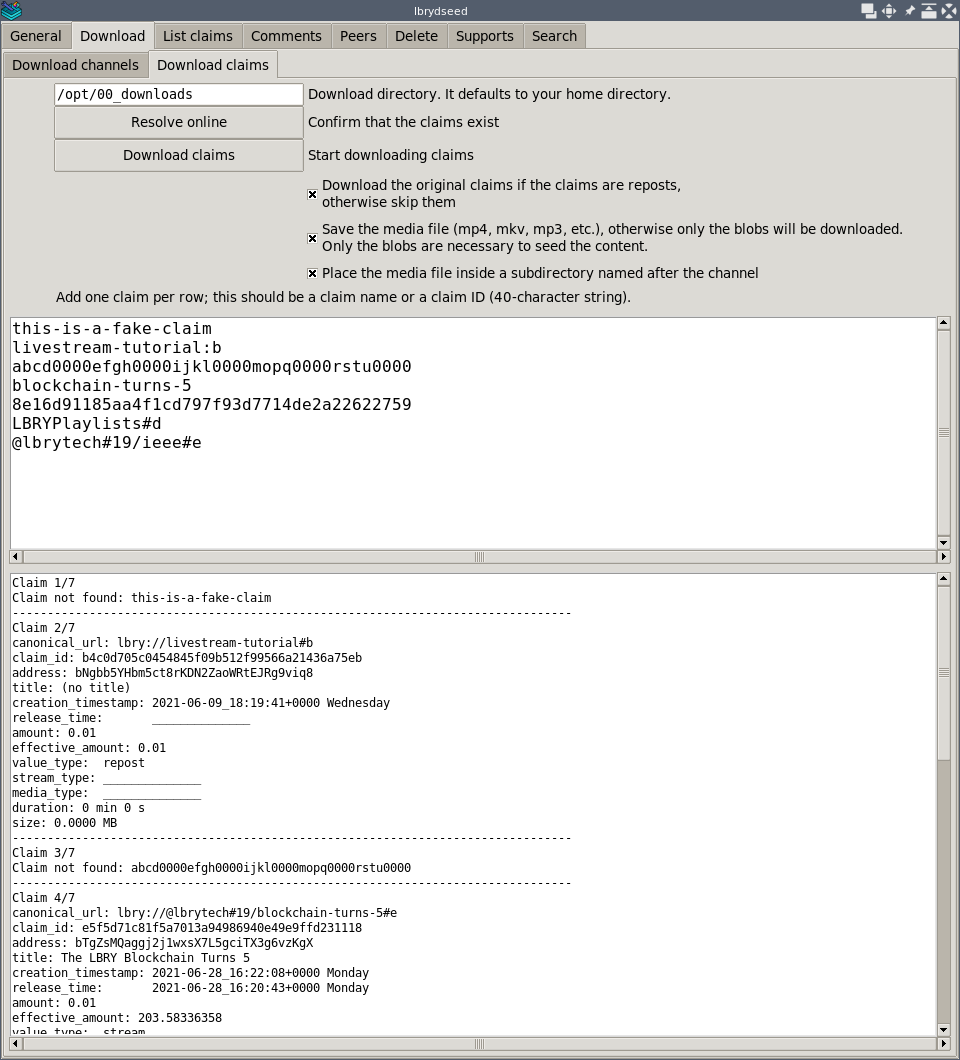 lbrydseed
General Download List claims Comments Peers Delete Supports Search
Download channels Download claims
/opt/00_downloads Download directory. It defaults to your home directory.
Resolve online Confirm that the claims exist
Download claims Start downloading claims
Download the original claims if the claims are reposts,
otherwise skip them
Save the media file (mp4, mkv, mp3, etc.), otherwise only the blobs will be downloaded.
Only the blobs are necessary to seed the content.
Place the media file inside a subdirectory named after the channel
Add one claim per row; this should be a claim name or a claim ID (40-character string).
this-is-a-fake-claim
livestream-tutorial:b
abcd0000efgh0000ijkl0000mopq0000rstu0000
blockchain-turns-5
8e16d91185aa4f1cd797f93d7714de2a22622759
LBRYPlaylists#d
@lbrytech#19/ieee#e
Claim 1/7
Claim not found: this-is-a-fake-claim
--------------------------------------------------------------------------------
Claim 2/7
canonical_url: lbry://livestream-tutorial#b
claim_id: b4c0d705c0454845f09b512f99566a21436a75eb
address: bNgbb5YHbm5ct8rKDN2ZaoWRtEJRg9viq8
title: (no title)
creation_timestamp: 2021-06-09_18:19:41+0000 Wednesday
release_time:       ______________
amount: 0.01
effective_amount: 0.01
value_type:  repost
stream_type: ______________
media_type:  ______________
duration: 0 min 0 s
size: 0.0000 MB
--------------------------------------------------------------------------------
Claim 3/7
Claim not found: abcd0000efgh0000ijkl0000mopq0000rstu0000
--------------------------------------------------------------------------------
Claim 4/7
canonical_url: lbry://@lbrytech#19/blockchain-turns-5#e
claim_id: e5f5d71c81f5a7013a94986940e49e9ffd231118
address: bTgZsMQaggj2j1wxsX7L5gciTX3g6vzKgX
title: The LBRY Blockchain Turns 5
creation_timestamp: 2021-06-28_16:22:08+0000 Monday
release_time:       2021-06-28_16:20:43+0000 Monday
amount: 0.01
effective_amount: 203.58336358
value_type:  stream